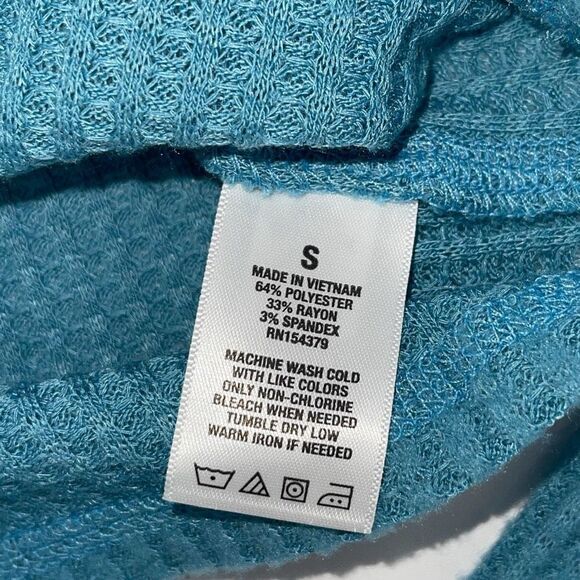 S
MADE IN VIETNAM
64% POLYESTER
33% RAYON
3% SPANDEX
RN154379
MACHINE WASH COLD
WITH LIKE COLORS
ONLY NON-CHLORINE
BLEACH WHEN NEEDED
TUMBLE DRY LOW
WARM IRON IF NEEDED